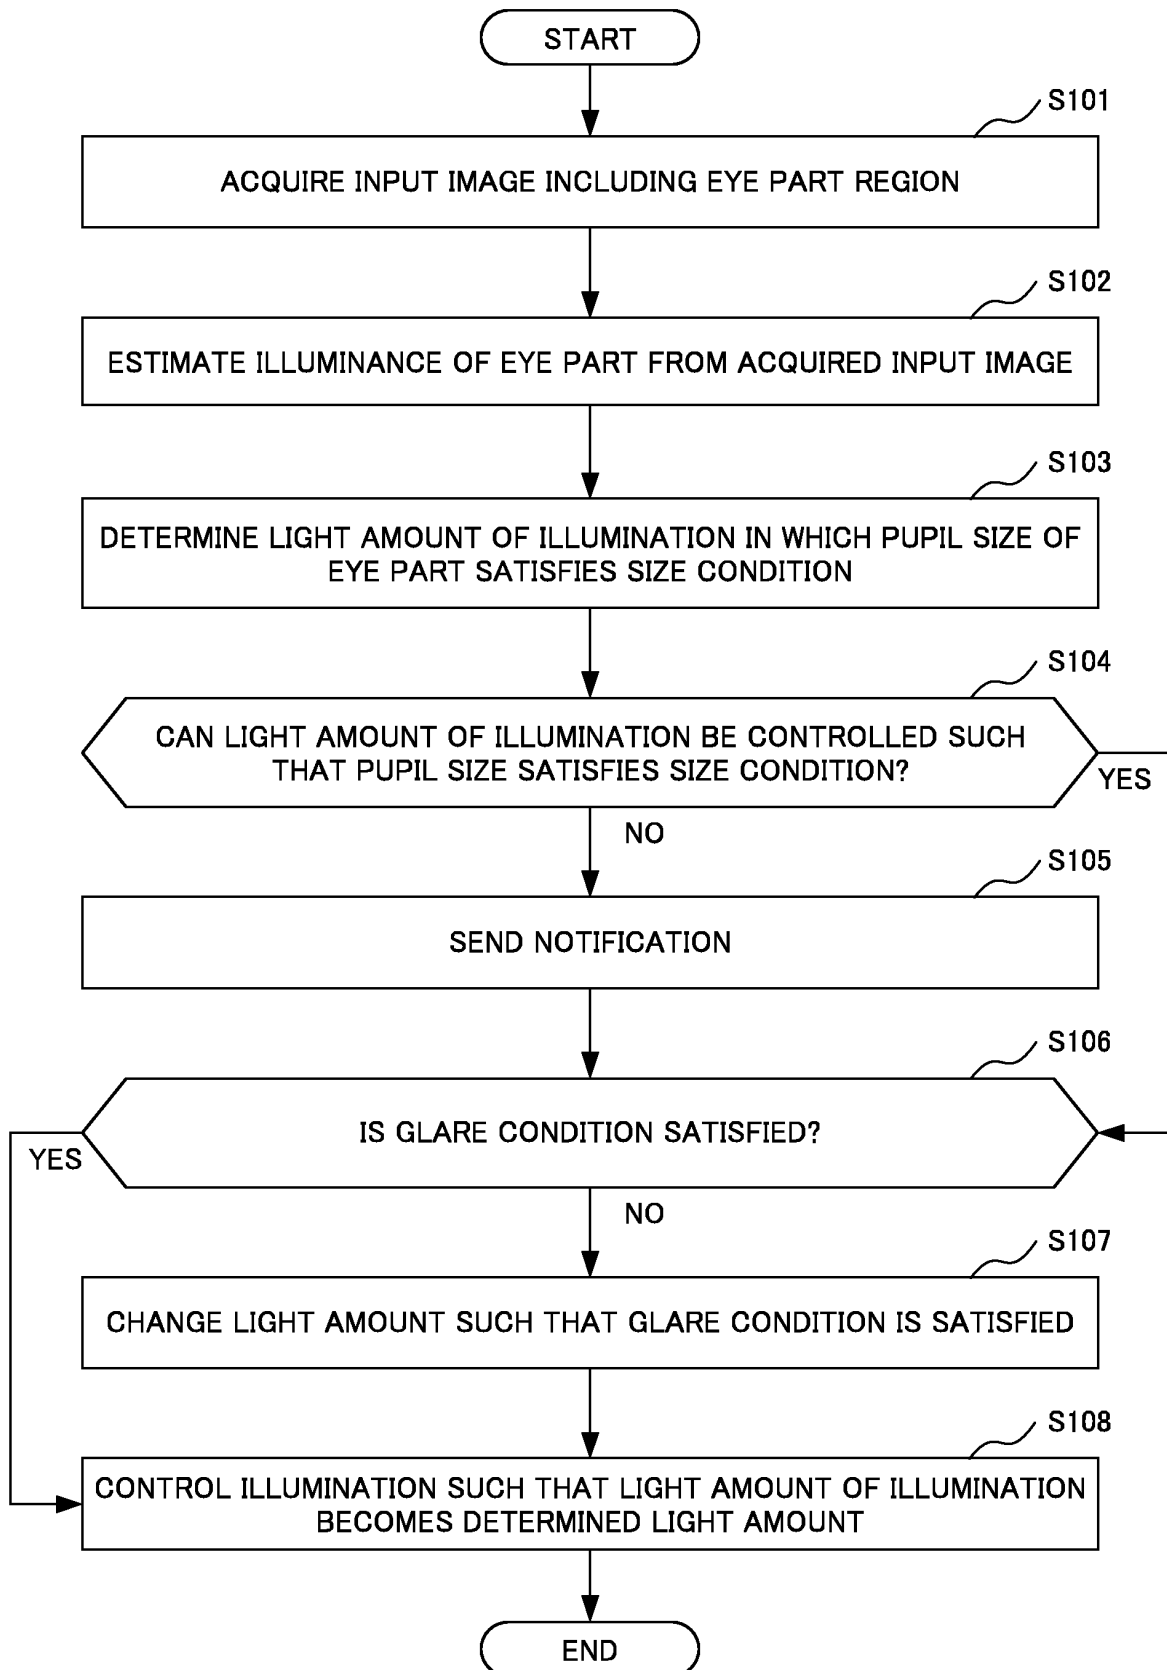 START
S101
ACQUIRE INPUT IMAGE INCLUDING EYE PART REGION
S102
ESTIMATE ILLUMINANCE OF EYE PART FROM ACQUIRED INPUT IMAGE
S103
DETERMINE LIGHT AMOUNT OF ILLUMINATION IN WHICH PUPIL SIZE OF
EYE PART SATISFIES SIZE CONDITION
S104
CAN LIGHT AMOUNT OF ILLUMINATION BE CONTROLLED SUCH
THAT PUPIL SIZE SATISFIES SIZE CONDITION?
YES
NO
S105
SEND NOTIFICATION
S106
IS GLARE CONDITION SATISFIED?
YES
NO
S107
CHANGE LIGHT AMOUNT SUCH THAT GLARE CONDITION IS SATISFIED
S108
CONTROL ILLUMINATION SUCH THAT LIGHT AMOUNT OF ILLUMINATION
BECOMES DETERMINED LIGHT AMOUNT
END